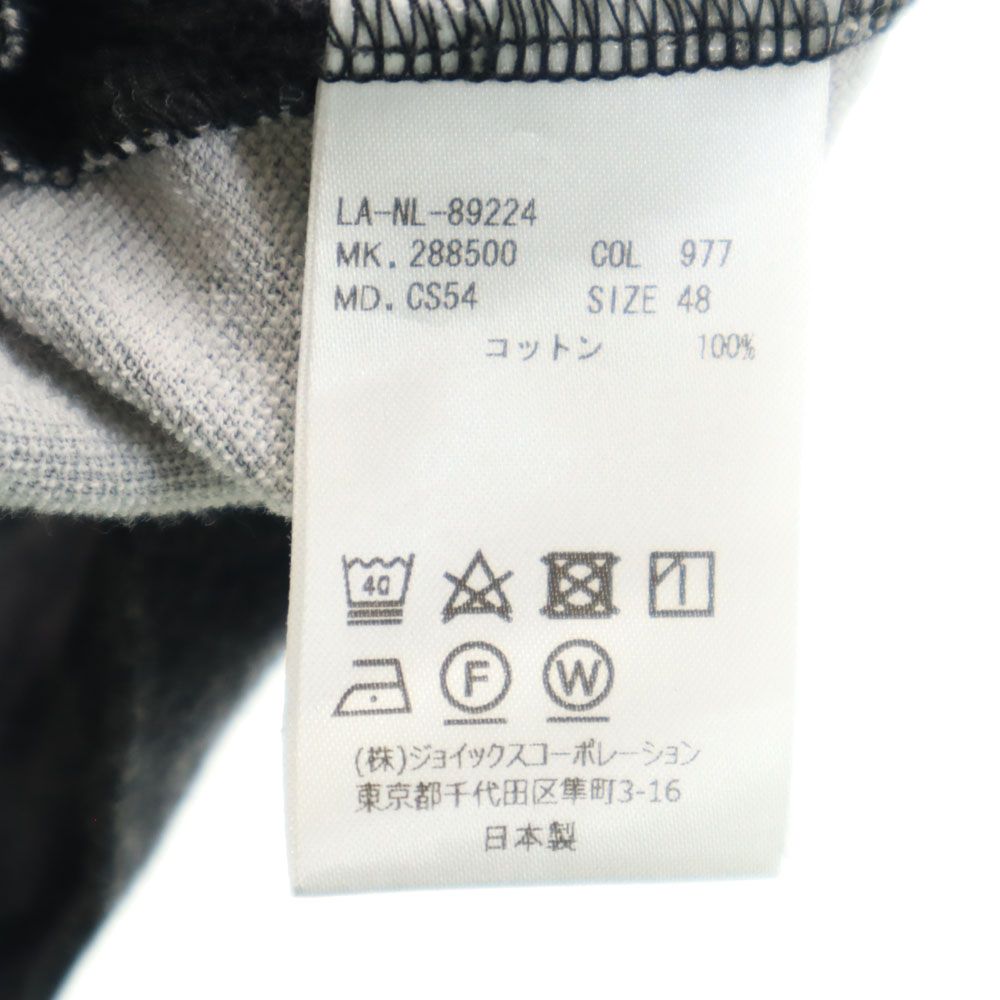 LA-NL-89224
MK. 288500 COL 977
MD. CS54 SIZE 48
コットン 100%
40
F W
(株)ジョイックスコーポレーション
東京都千代田区隼町3-16
日本製